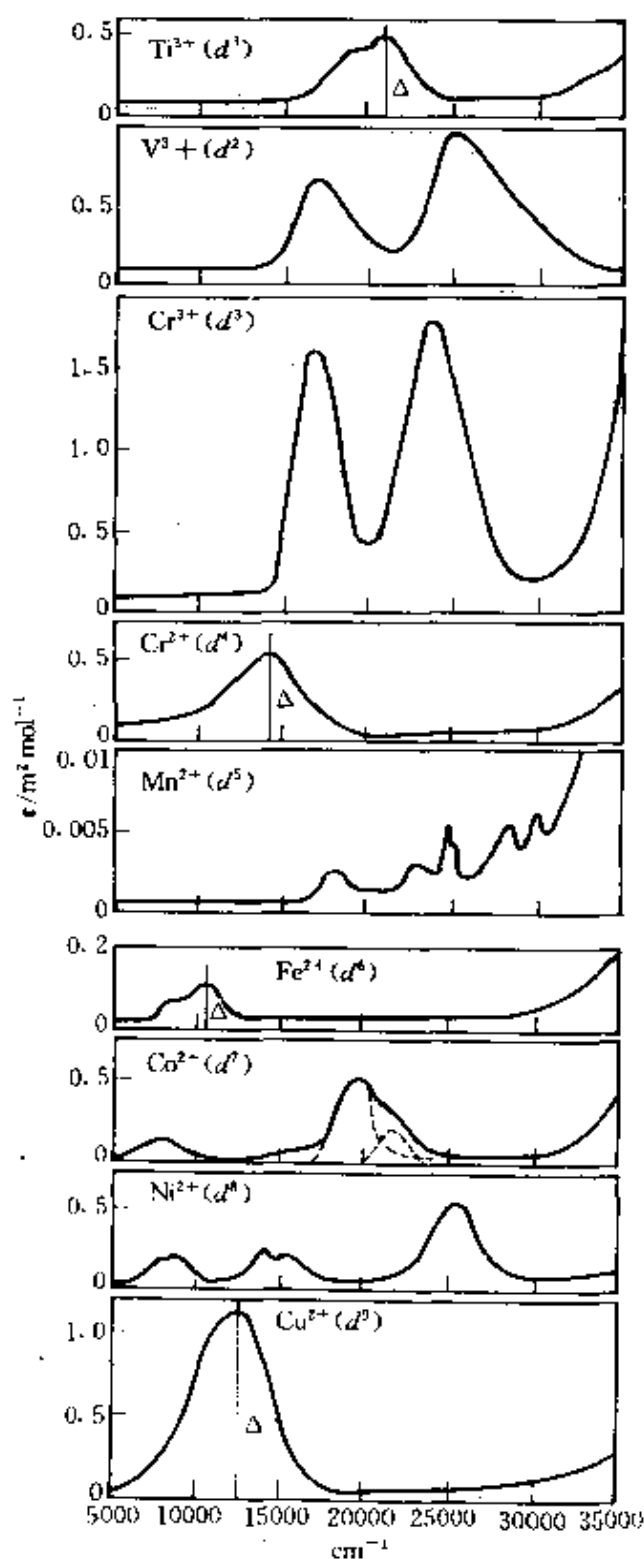 0.5
Ti³⁺(d¹)
Δ
0
V³+(d²)
0.5
0
Cr³⁺(d³)
1.5
1.0
0.5
0
Cr²⁺(d⁴)
0.5
Δ
0
0.01
Mn²⁺(d⁵)
0.005
0
ε/m²mol⁻¹
0.2
Fe²⁺(d⁶)
Δ
0
Co²⁺(d⁷)
0.5
0
Ni²⁺(d⁸)
0.5
0
Cu²⁺(d⁹)
1.0
0.5
Δ
0
5000 10000 15000 20000 25000 30000 35000
cm⁻¹